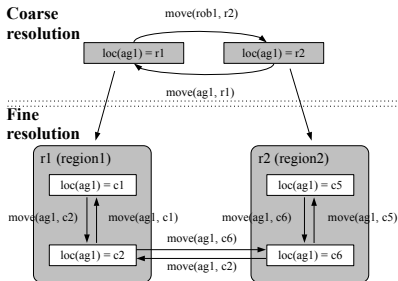 Coarse
resolution
move(rob1, r2)
loc(ag1) = r1
loc(ag1) = r2
move(ag1, r1)
Fine
resolution
r1 (region1)
r2 (region2)
loc(ag1) = c1
loc(ag1) = c5
move(ag1, c2)
move(ag1, c1)
move(ag1, c6)
move(ag1, c5)
move(ag1, c6)
loc(ag1) = c2
loc(ag1) = c6
move(ag1, c2)